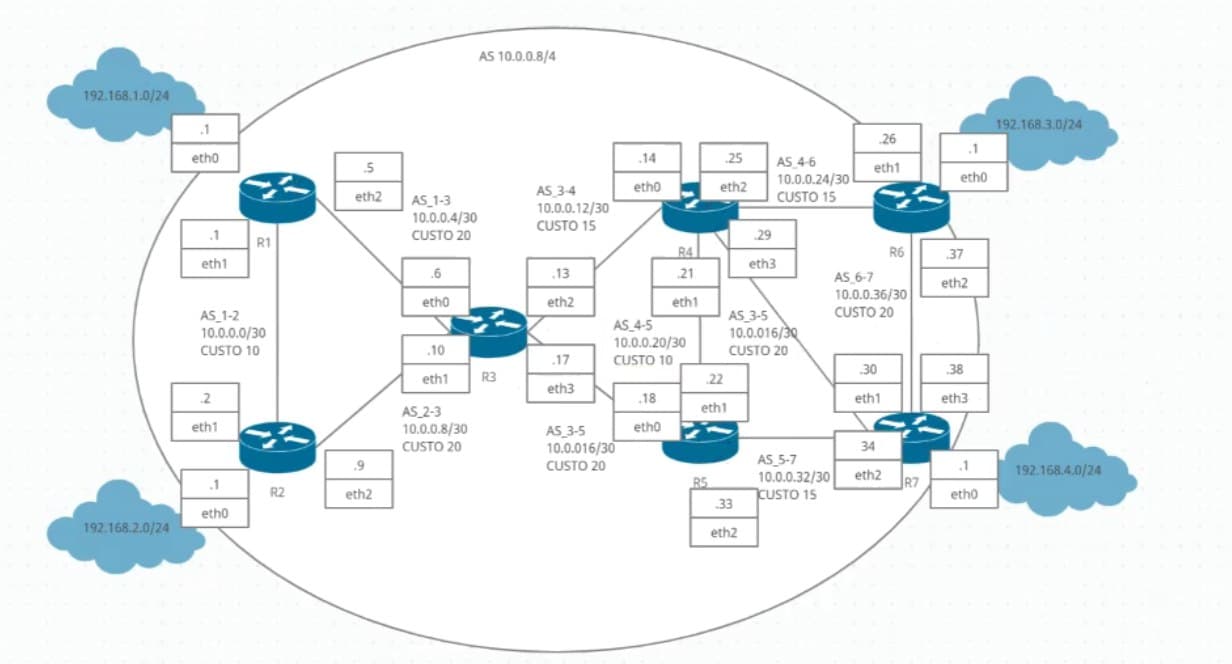 AS 10.0.0.8/4
192.168.1.0/24
.1
eth0
.5
eth2
AS_1-3
10.0.0.4/30
CUSTO 20
R1
.1
eth1
AS_1-2
10.0.0.0/30
CUSTO 10
.2
eth1
R2
.1
eth0
192.168.2.0/24
.9
eth2
AS_2-3
10.0.0.8/30
CUSTO 20
.6
eth0
.10
eth1
R3
.13
eth2
.17
eth3
AS_3-4
10.0.0.12/30
CUSTO 15
AS_3-5
10.0.016/30
CUSTO 20
.14
eth0
.25
eth2
R4
.21
eth1
.29
eth3
AS_4-6
10.0.0.24/30
CUSTO 15
AS_4-5
10.0.0.20/30
CUSTO 10
AS_3-5
10.0.016/30
CUSTO 20
.18
eth0
.22
eth1
R5
.33
eth2
AS_5-7
10.0.0.32/30
CUSTO 15
.26
eth1
.1
eth0
192.168.3.0/24
R6
.37
eth2
AS_6-7
10.0.0.36/30
CUSTO 20
.30
eth1
.38
eth3
34
eth2
R7
.1
eth0
192.168.4.0/24